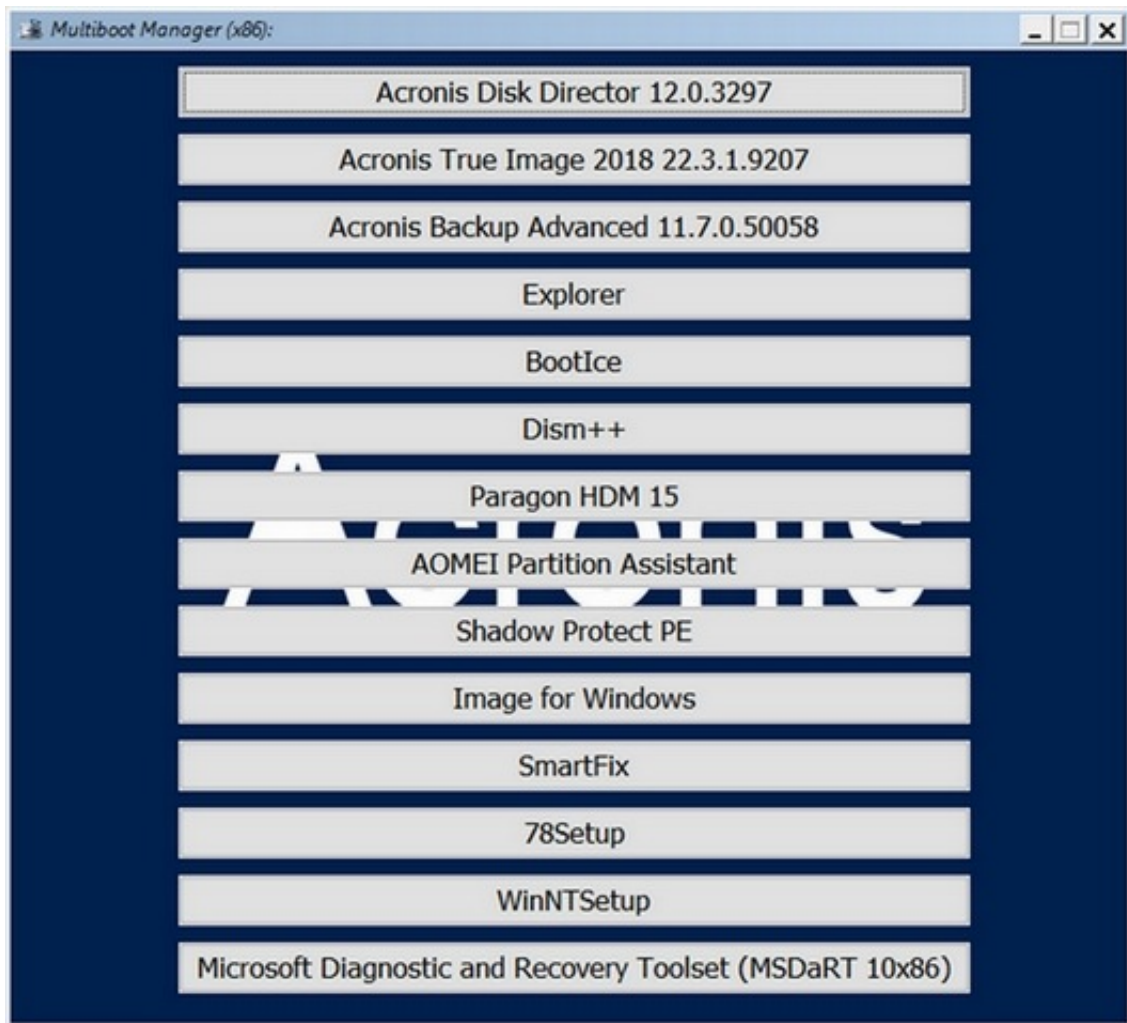 Multiboot Manager (x86):
Acronis Disk Director 12.0.3297
Acronis True Image 2018 22.3.1.9207
Acronis Backup Advanced 11.7.0.50058
Explorer
BootIce
Dism++
Paragon HDM 15
Acronis
AOMEI Partition Assistant
Shadow Protect PE
Image for Windows
SmartFix
78Setup
WinNTSetup
Microsoft Diagnostic and Recovery Toolset (MSDaRT 10x86)